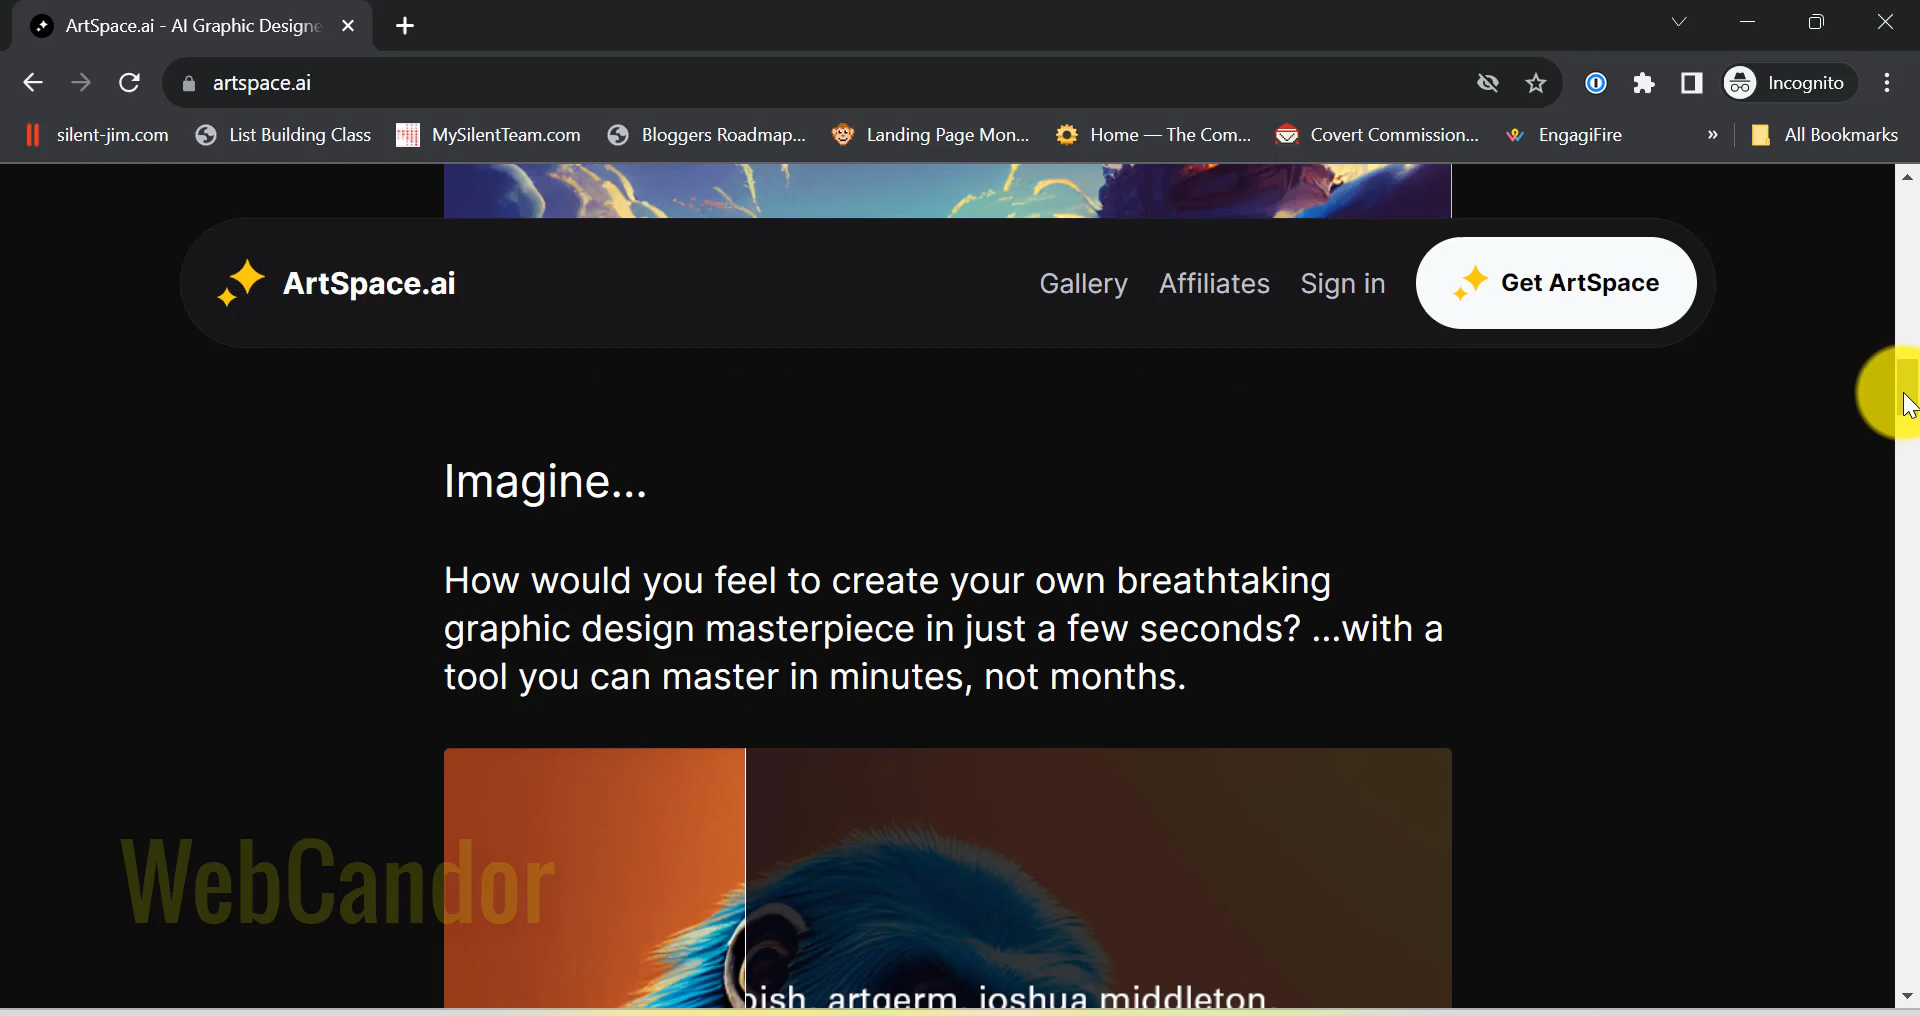 ArtSpace.ai - AI Graphic Designe
artspace.ai
Incognito
silent-jim.com
List Building Class
MySilentTeam.com
Bloggers Roadmap...
Landing Page Mon...
Home — The Com...
Covert Commission...
EngagiFire
»
All Bookmarks
ArtSpace.ai
Gallery
Affiliates
Sign in
Get ArtSpace
Imagine...
How would you feel to create your own breathtaking
graphic design masterpiece in just a few seconds? ...with a
tool you can master in minutes, not months.
WebCandor
artgerm, joshua middleton,